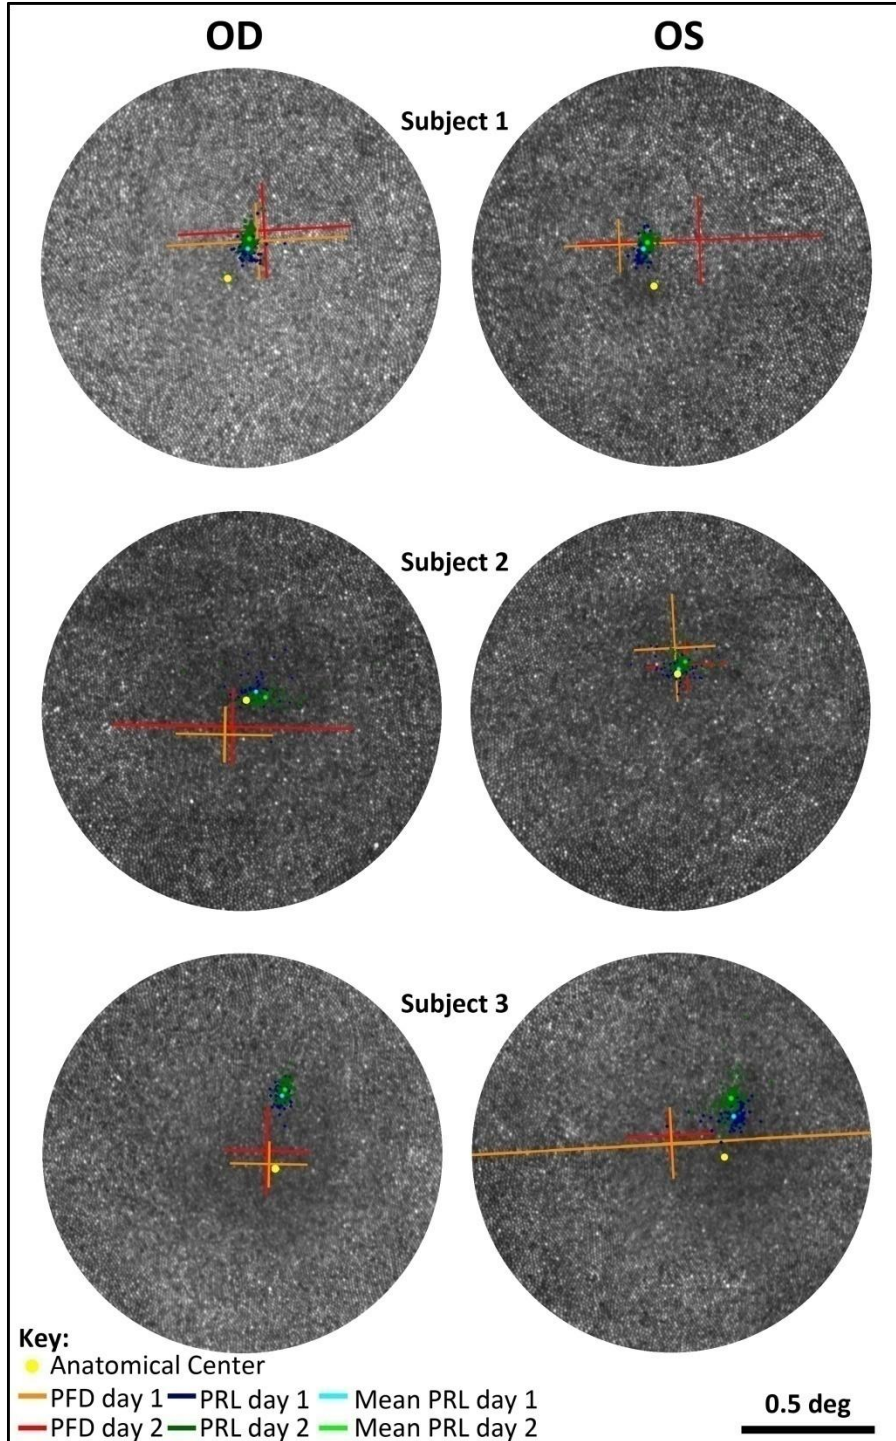 OD OS
Subject 1
Subject 2
Subject 3
Key:
Anatomical Center
PFD day 1 PRL day 1 Mean PRL day 1
PFD day 2 PRL day 2 Mean PRL day 2
0.5 deg